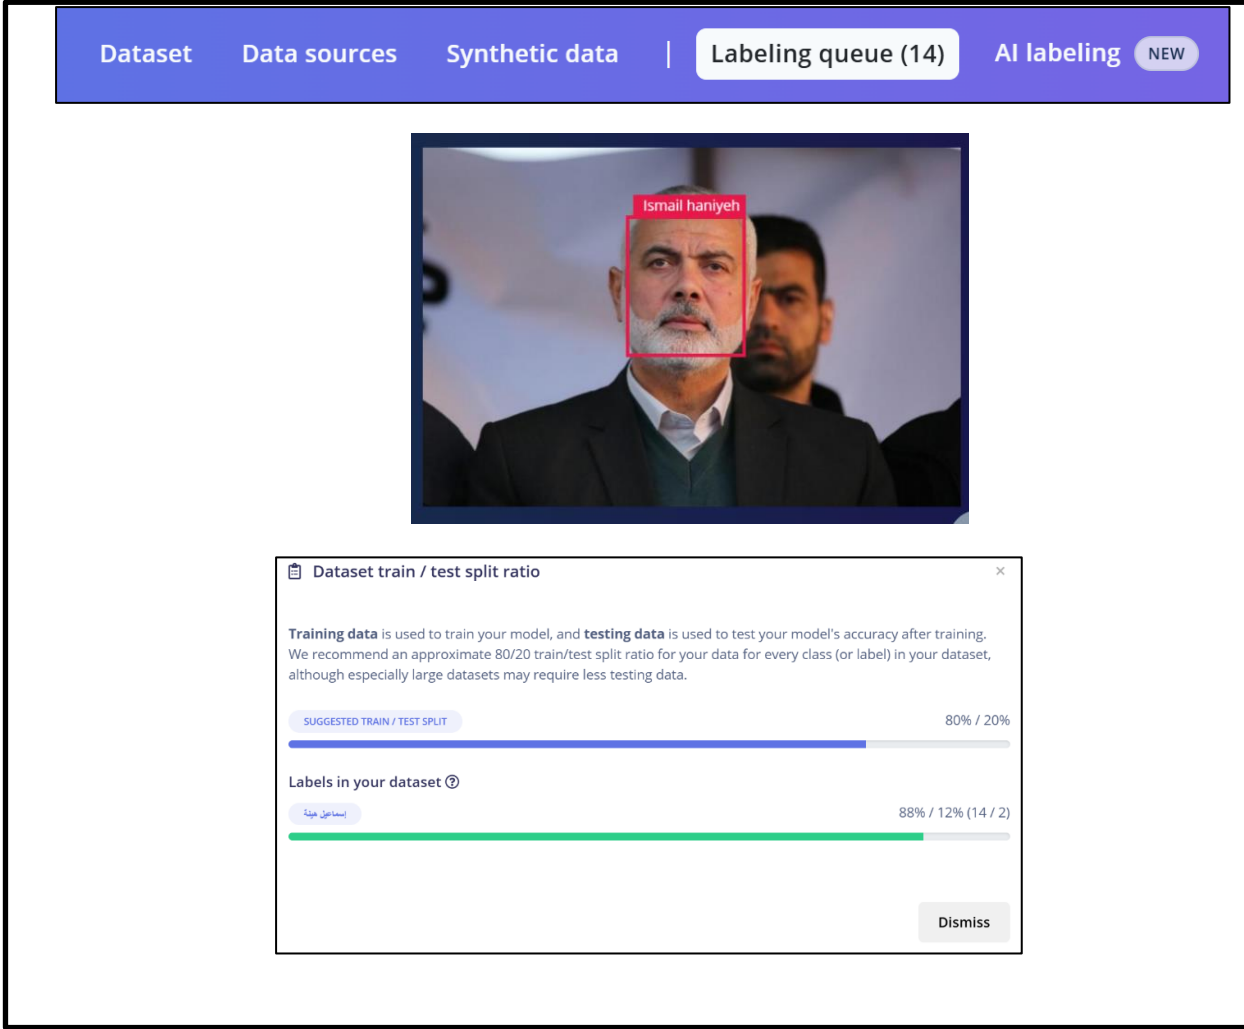 Dataset Data sources Synthetic data | Labeling queue (14) AI labeling NEW
Ismail haniyeh
Dataset train / test split ratio
Training data is used to train your model, and testing data is used to test your model's accuracy after training.
We recommend an approximate 80/20 train/test split ratio for your data for every class (or label) in your dataset,
although especially large datasets may require less testing data.
SUGGESTED TRAIN / TEST SPLIT 80% / 20%
Labels in your dataset
إسماعيل هينة 88% / 12% (14 / 2)
Dismiss